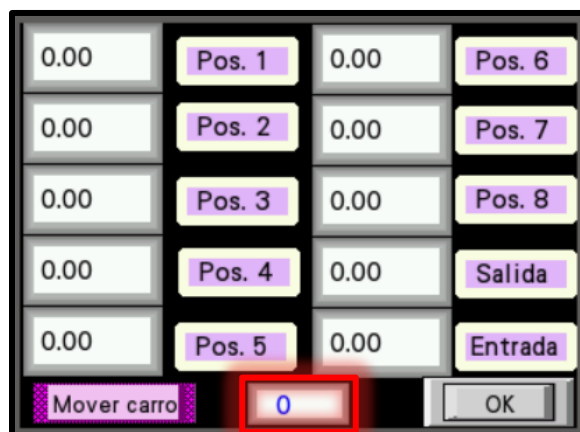 0.00 Pos. 1 0.00 Pos. 6
0.00 Pos. 2 0.00 Pos. 7
0.00 Pos. 3 0.00 Pos. 8
0.00 Pos. 4 0.00 Salida
0.00 Pos. 5 0.00 Entrada
Mover carro 0 OK